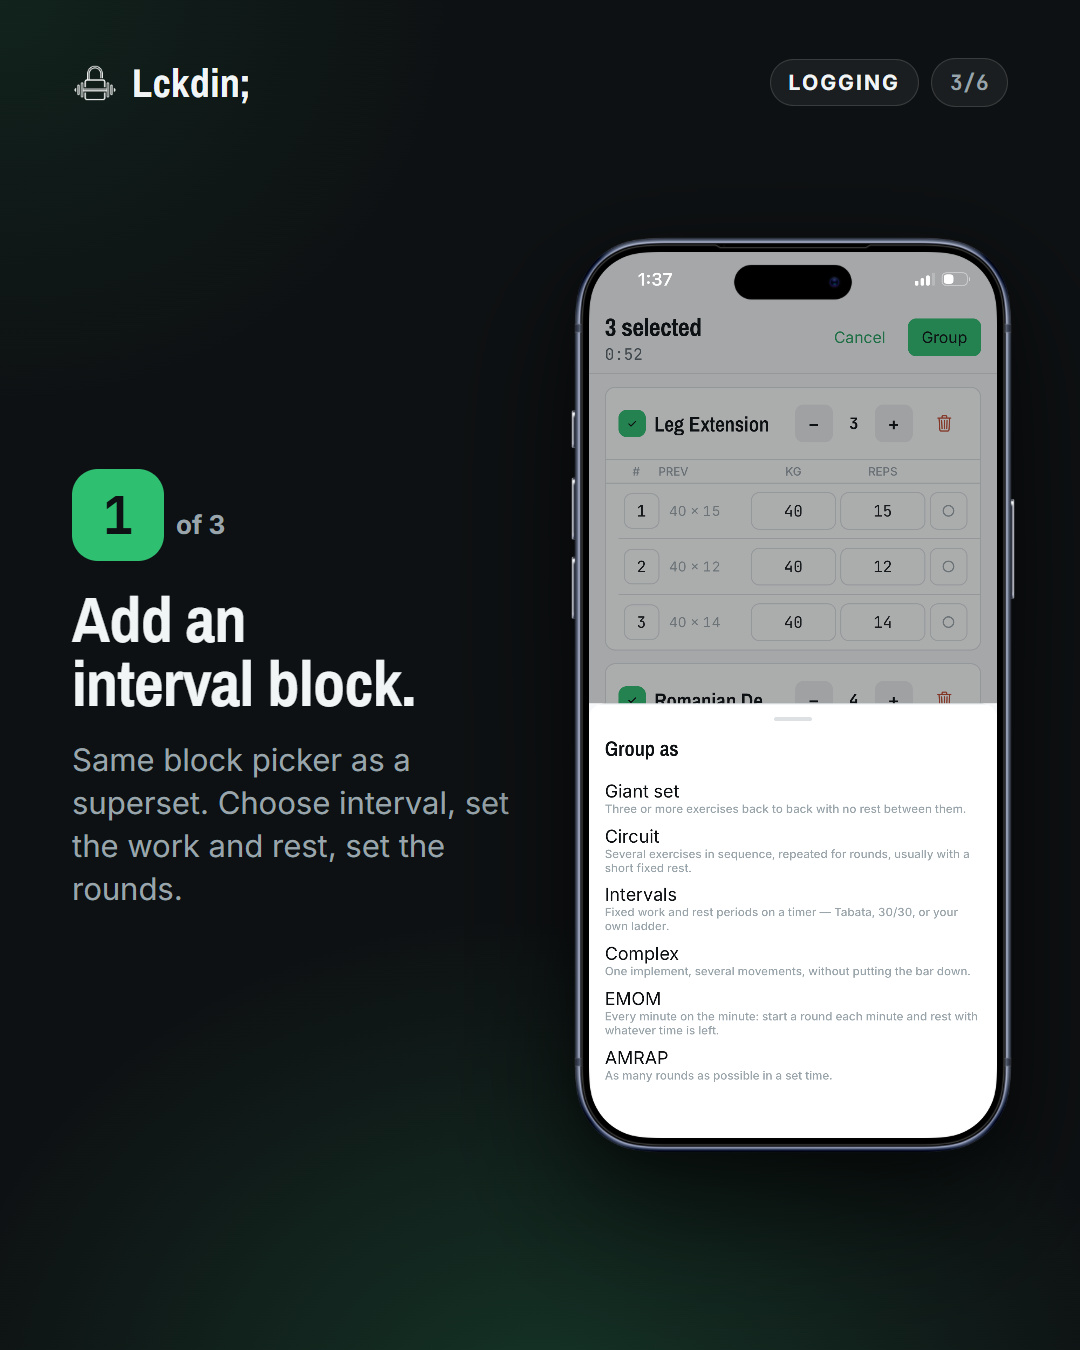 Lckdin;
LOGGING
3/6
1 of 3
Add an
interval block.
Same block picker as a
superset. Choose interval, set
the work and rest, set the
rounds.
1:37
3 selected
0:52
Cancel
Group
Leg Extension
− 3 +
# PREV KG REPS
1 40 × 15 40 15
2 40 × 12 40 12
3 40 × 14 40 14
Romanian De
− 4 +
Group as
Giant set
Three or more exercises back to back with no rest between them.
Circuit
Several exercises in sequence, repeated for rounds, usually with a
short fixed rest.
Intervals
Fixed work and rest periods on a timer — Tabata, 30/30, or your
own ladder.
Complex
One implement, several movements, without putting the bar down.
EMOM
Every minute on the minute: start a round each minute and rest with
whatever time is left.
AMRAP
As many rounds as possible in a set time.